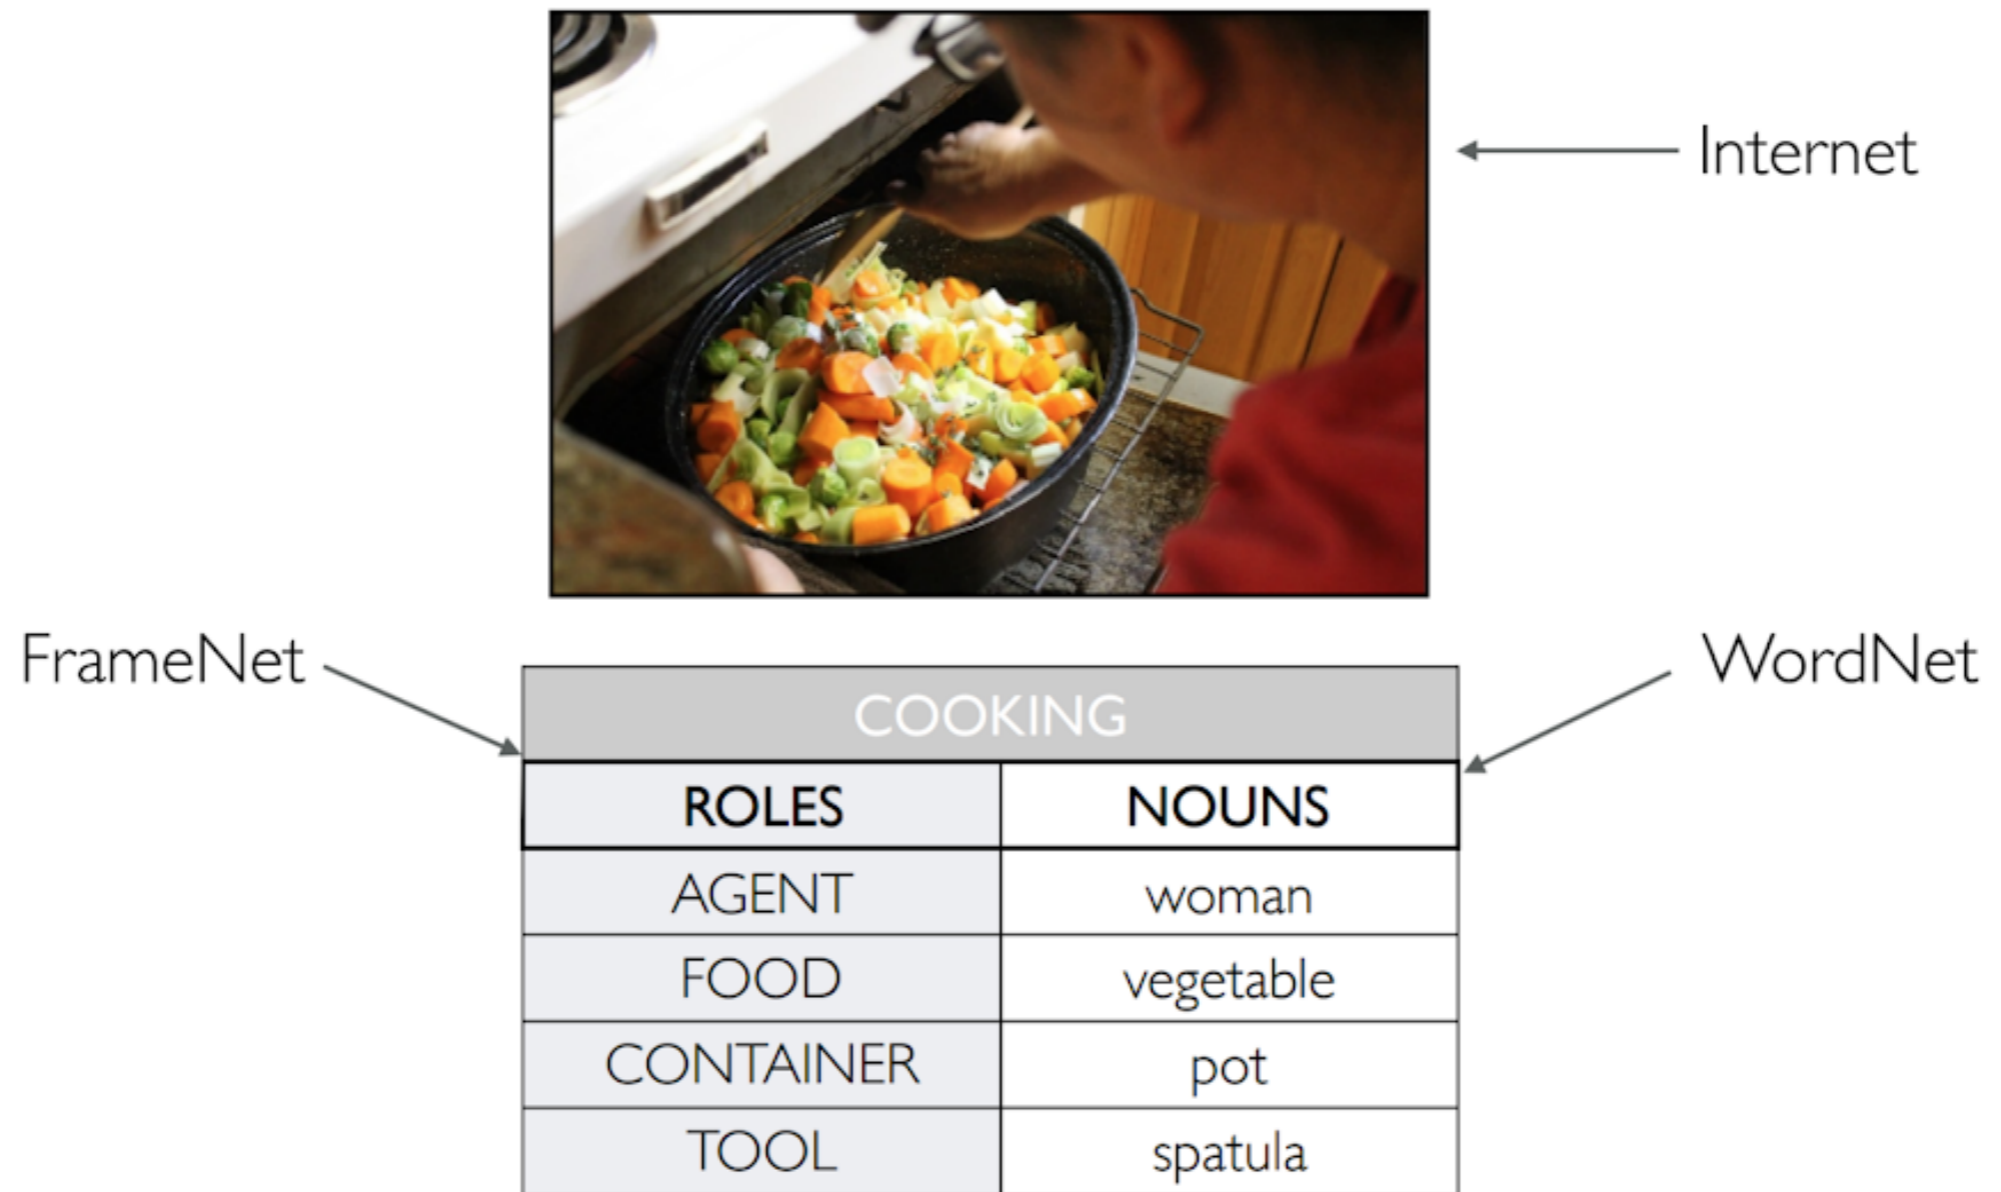 Internet
FrameNet
WordNet
COOKING
ROLES NOUNS
AGENT woman
FOOD vegetable
CONTAINER pot
TOOL spatula